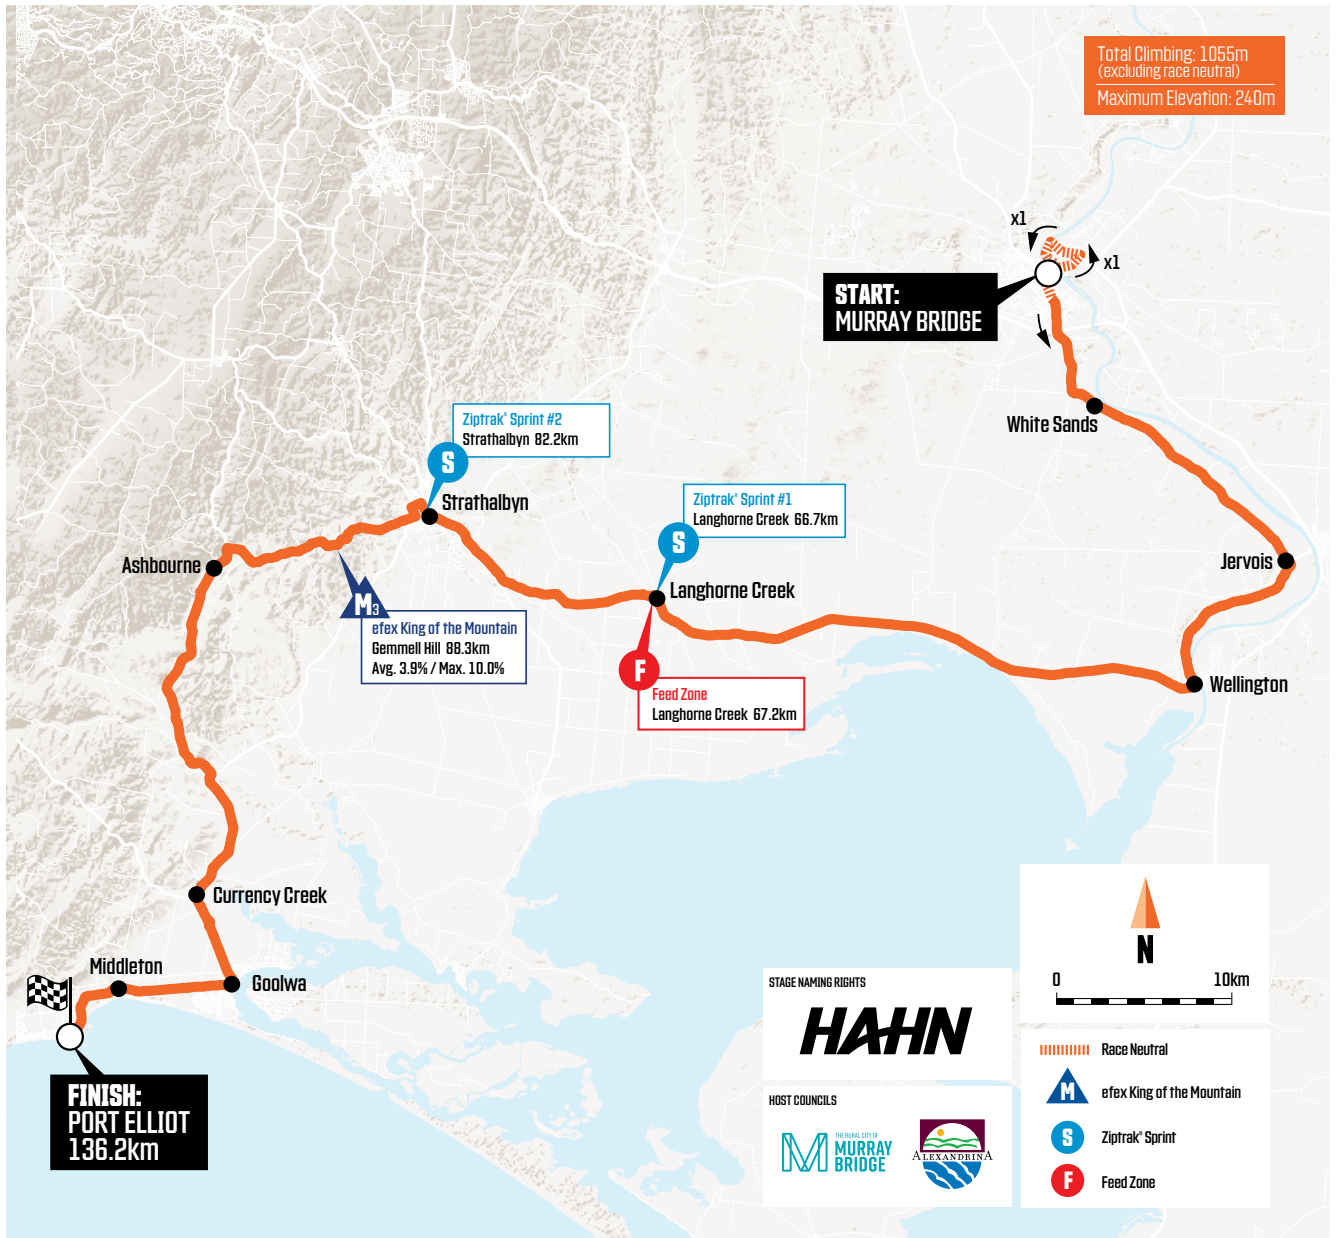 Total Climbing: 1055m
(excluding race neutral)
Maximum Elevation: 240m
x1
x1
START:
MURRAY BRIDGE
White Sands
Ziptrak® Sprint #2
Strathalbyn 82.2km
S
Strathalbyn
Ziptrak® Sprint #1
Langhorne Creek 66.7km
S
Langhorne Creek
Jervois
Ashbourne
M3
efex King of the Mountain
Gemmell Hill 88.3km
Avg. 3.9% / Max. 10.0%
F
Feed Zone
Langhorne Creek 67.2km
Wellington
Currency Creek
Middleton
Goolwa
FINISH:
PORT ELLIOT
136.2km
N
0 10km
STAGE NAMING RIGHTS
HAHN
HOST COUNCILS
THE RURAL CITY OF
MURRAY
BRIDGE
ALEXANDRINA
Race Neutral
M efex King of the Mountain
S Ziptrak® Sprint
F Feed Zone